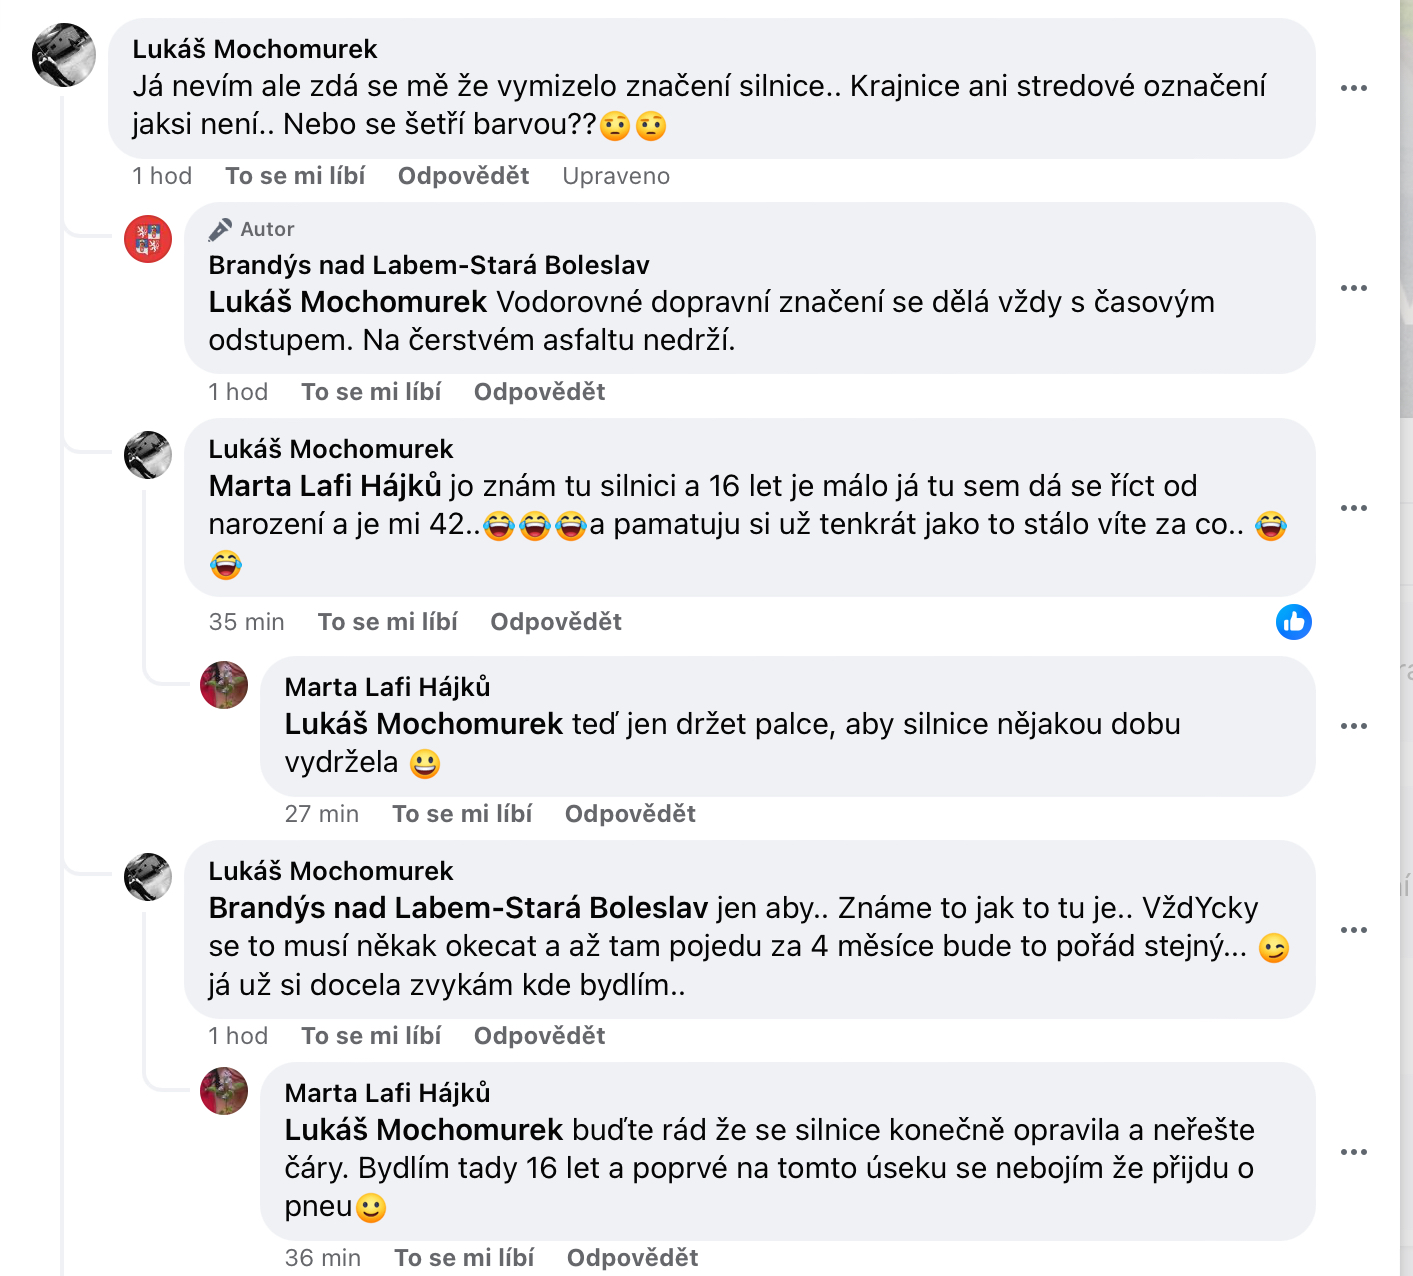 Lukáš Mochomurek
Já nevím ale zdá se mě že vymizelo značení silnice.. Krajnice ani stredové označení
jaksi není.. Nebo se šetří barvou??🤨🤨
1 hod To se mi líbí Odpovědět Upraveno
Autor
Brandýs nad Labem-Stará Boleslav
Lukáš Mochomurek Vodorovné dopravní značení se dělá vždy s časovým
odstupem. Na čerstvém asfaltu nedrží.
1 hod To se mi líbí Odpovědět
Lukáš Mochomurek
Marta Lafi Hájků jo znám tu silnici a 16 let je málo já tu sem dá se říct od
narození a je mi 42..😂😂😂a pamatuju si už tenkrát jako to stálo víte za co.. 😂
😂
35 min To se mi líbí Odpovědět
Marta Lafi Hájků
Lukáš Mochomurek teď jen držet palce, aby silnice nějakou dobu
vydržela 😃
27 min To se mi líbí Odpovědět
Lukáš Mochomurek
Brandýs nad Labem-Stará Boleslav jen aby.. Známe to jak to tu je.. VždYcky
se to musí někak okecat a až tam pojedu za 4 měsíce bude to pořád stejný... 😉
já už si docela zvykám kde bydlím..
1 hod To se mi líbí Odpovědět
Marta Lafi Hájků
Lukáš Mochomurek buďte rád že se silnice konečně opravila a neřešte
čáry. Bydlím tady 16 let a poprvé na tomto úseku se nebojím že přijdu o
pneu🙂
36 min To se mi líbí Odpovědět